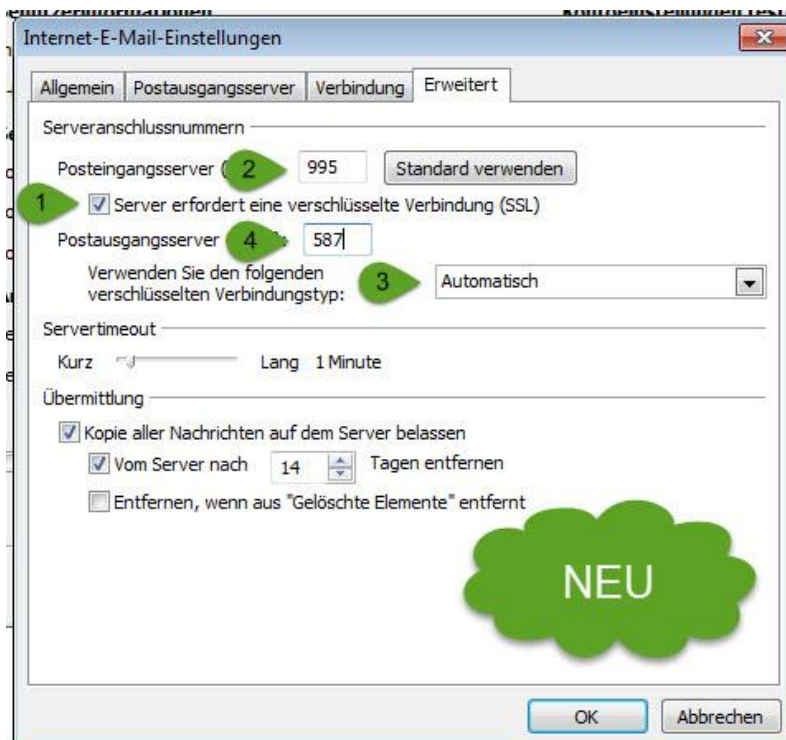 Internet-E-Mail-Einstellungen
Allgemein Postausgangsserver Verbindung Erweitert
Serveranschlussnummern
Posteingangsserver ( 2 995 Standard verwenden
1 Server erfordert eine verschlüsselte Verbindung (SSL)
Postausgangsserver 4 : 587
Verwenden Sie den folgenden
verschlüsselten Verbindungstyp: 3 Automatisch
Servertimeout
Kurz Lang 1 Minute
Übermittlung
Kopie aller Nachrichten auf dem Server belassen
Vom Server nach 14 Tagen entfernen
Entfernen, wenn aus "Gelöschte Elemente" entfernt
NEU
OK Abbrechen